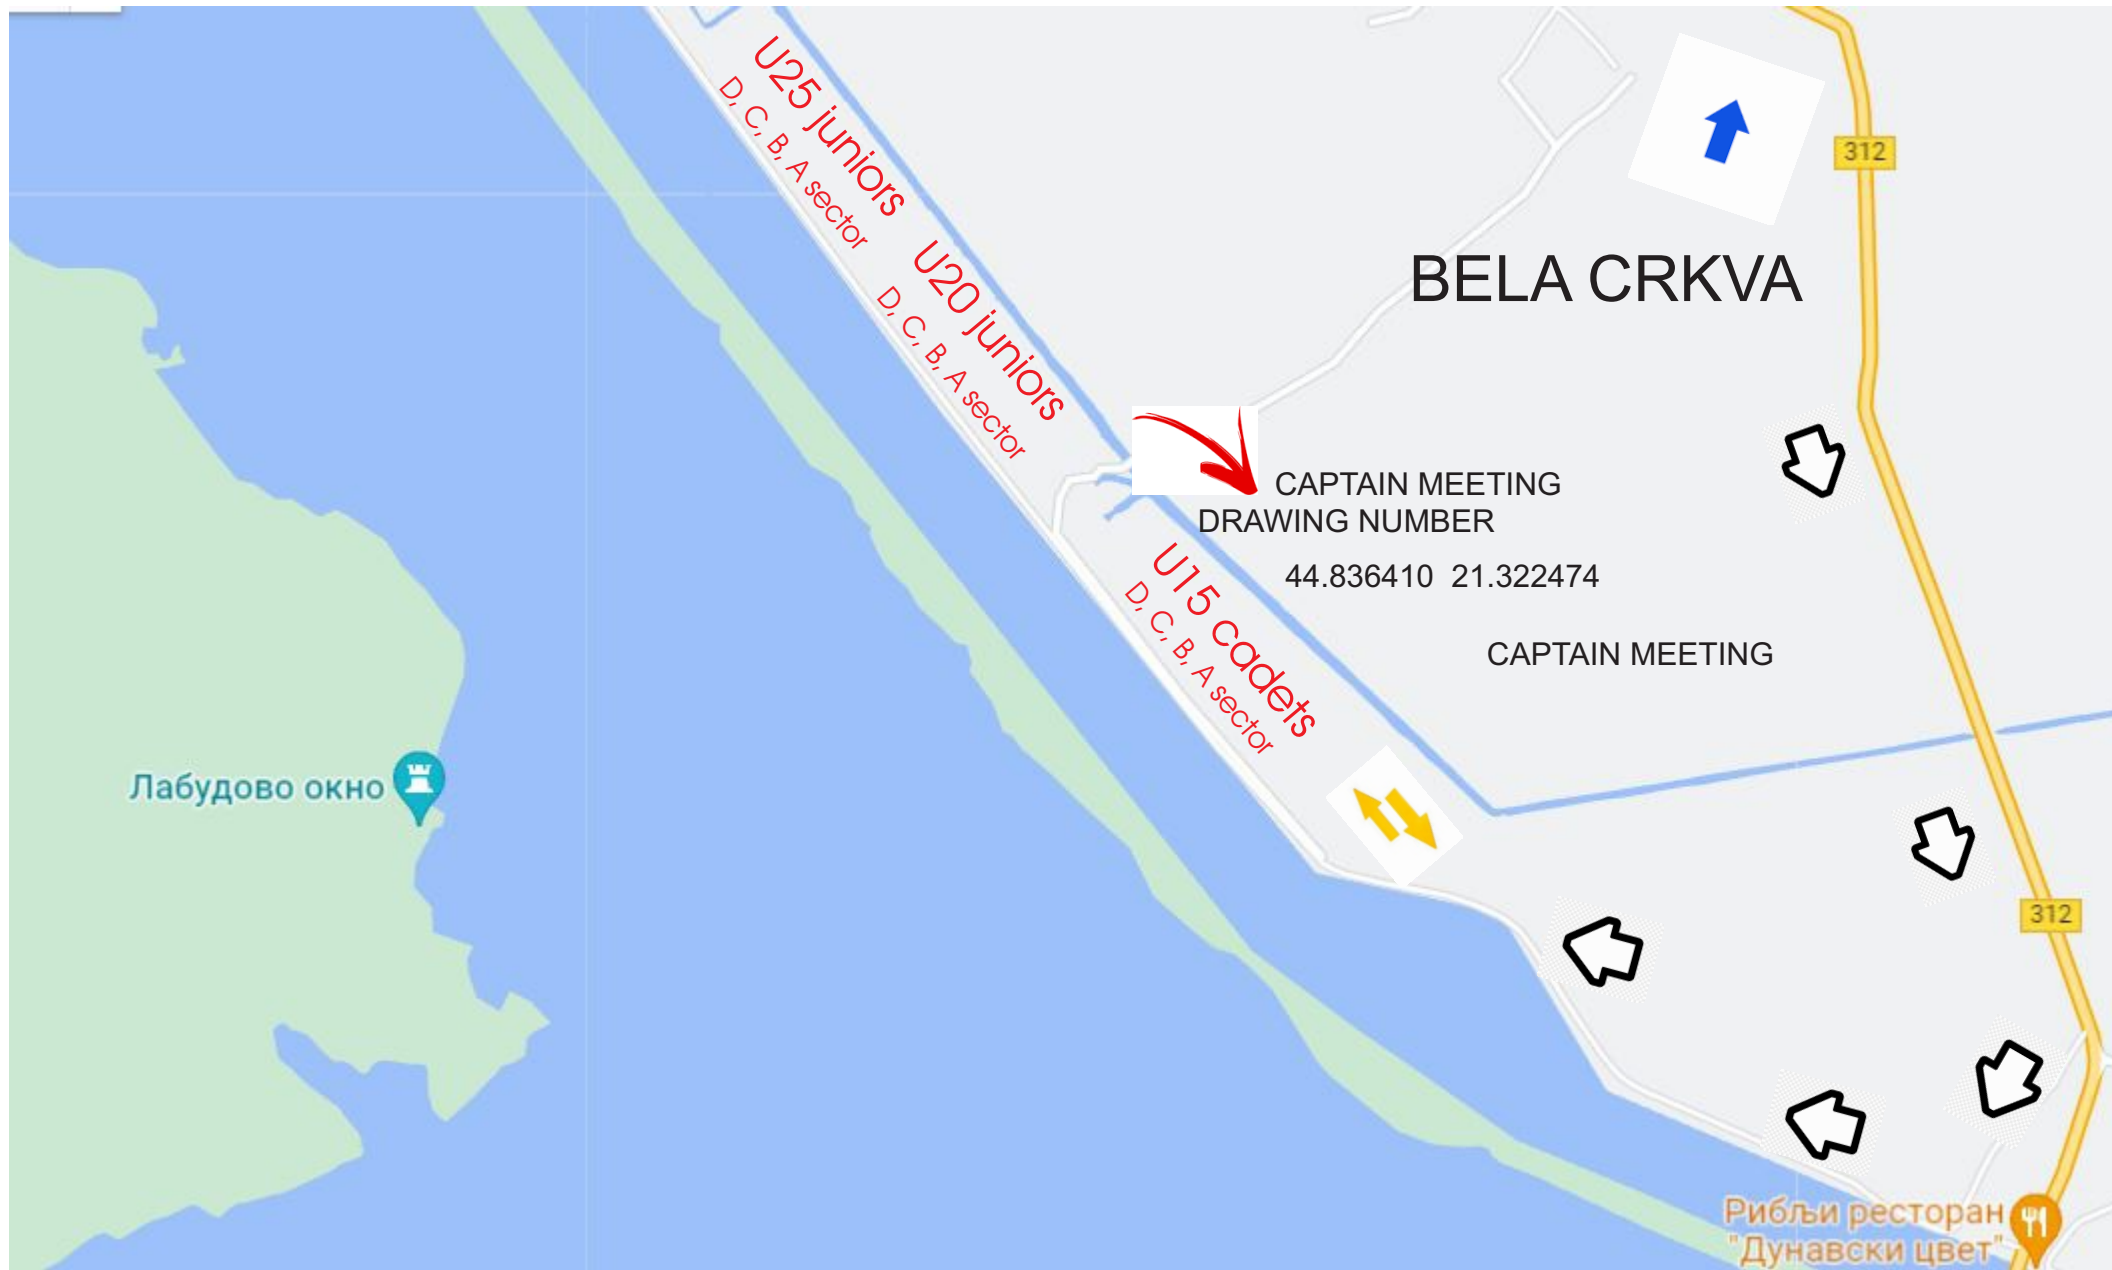 U25 juniors
D, C, B, A sector
312
U20 juniors
D, C, B, A sector
BELA CRKVA
CAPTAIN MEETING
DRAWING NUMBER
44.836410 21.322474
U15 cadets
D, C, B, A sector
CAPTAIN MEETING
Лабудово окно
312
Рибљи ресторан
"Дунавски цвет"